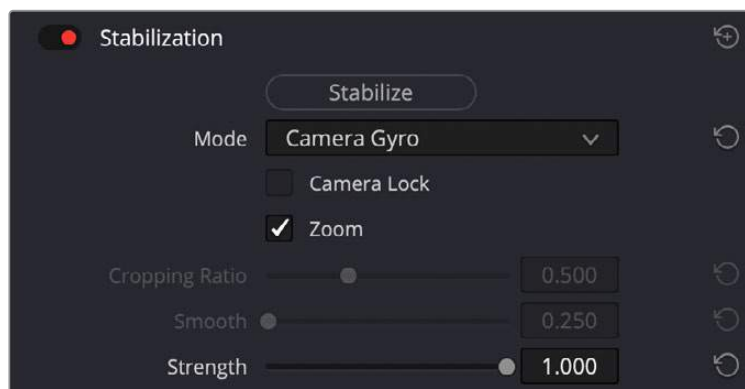 Stabilization
Stabilize
Mode Camera Gyro
Camera Lock
Zoom
Cropping Ratio 0.500
Smooth 0.250
Strength 1.000